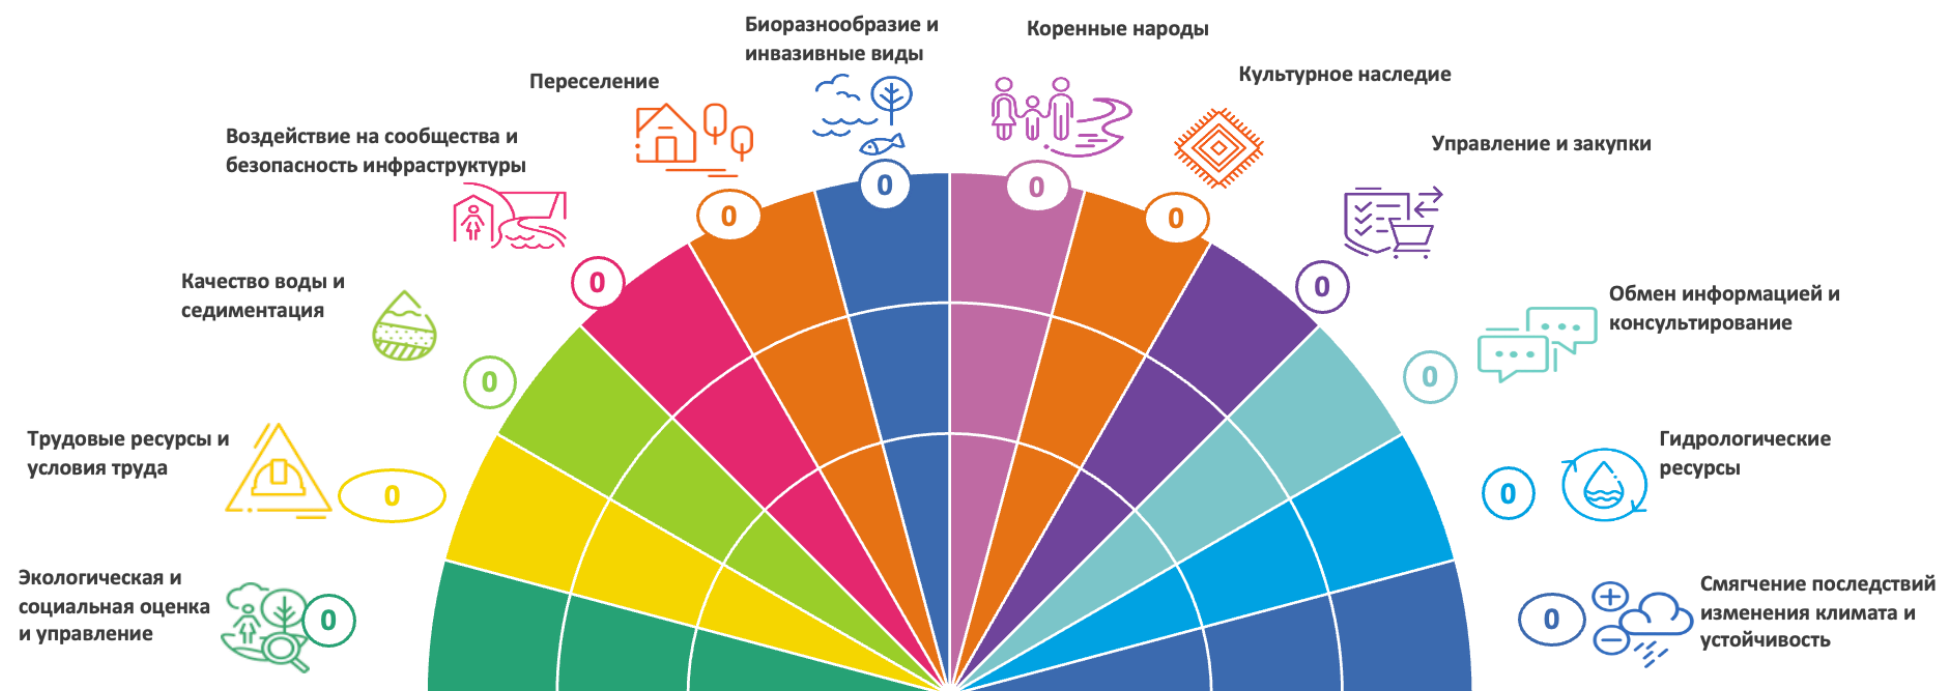 Биоразнообразие и
инвазивные виды
0
Коренные народы
0
Переселение
0
Культурное наследие
0
Воздействие на сообщества и
безопасность инфраструктуры
0
Управление и закупки
0
Качество воды и
седиментация
0
Обмен информацией и
консультирование
0
Трудовые ресурсы и
условия труда
0
Гидрологические
ресурсы
0
Экологическая и
социальная оценка
и управление
0
Смягчение последствий
изменения климата и
устойчивость
0